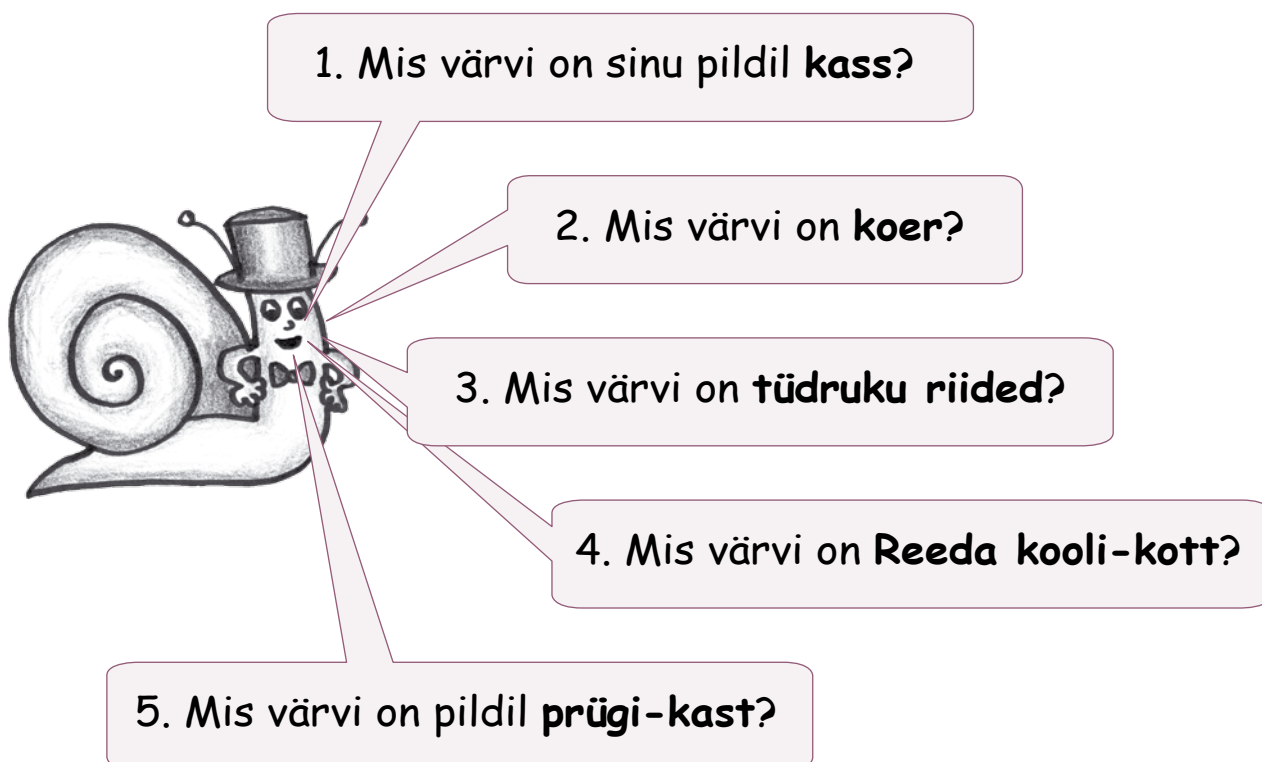 1. Mis värvi on sinu pildil kass?
2. Mis värvi on koer?
3. Mis värvi on tüdruku riided?
4. Mis värvi on Reeda kooli-kott?
5. Mis värvi on pildil prügi-kast?